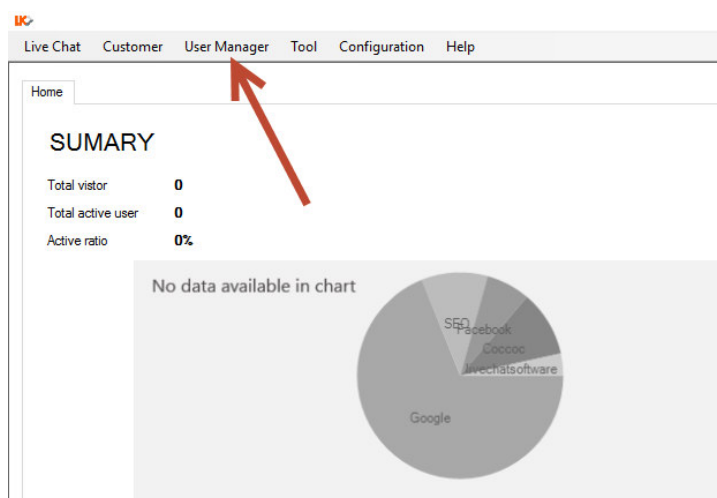 LK
Live Chat Customer User Manager Tool Configuration Help
Home
SUMARY
Total vistor 0
Total active user 0
Active ratio 0%
No data available in chart
SEO
Facebook
Coccoc
livechatsoftware
Google